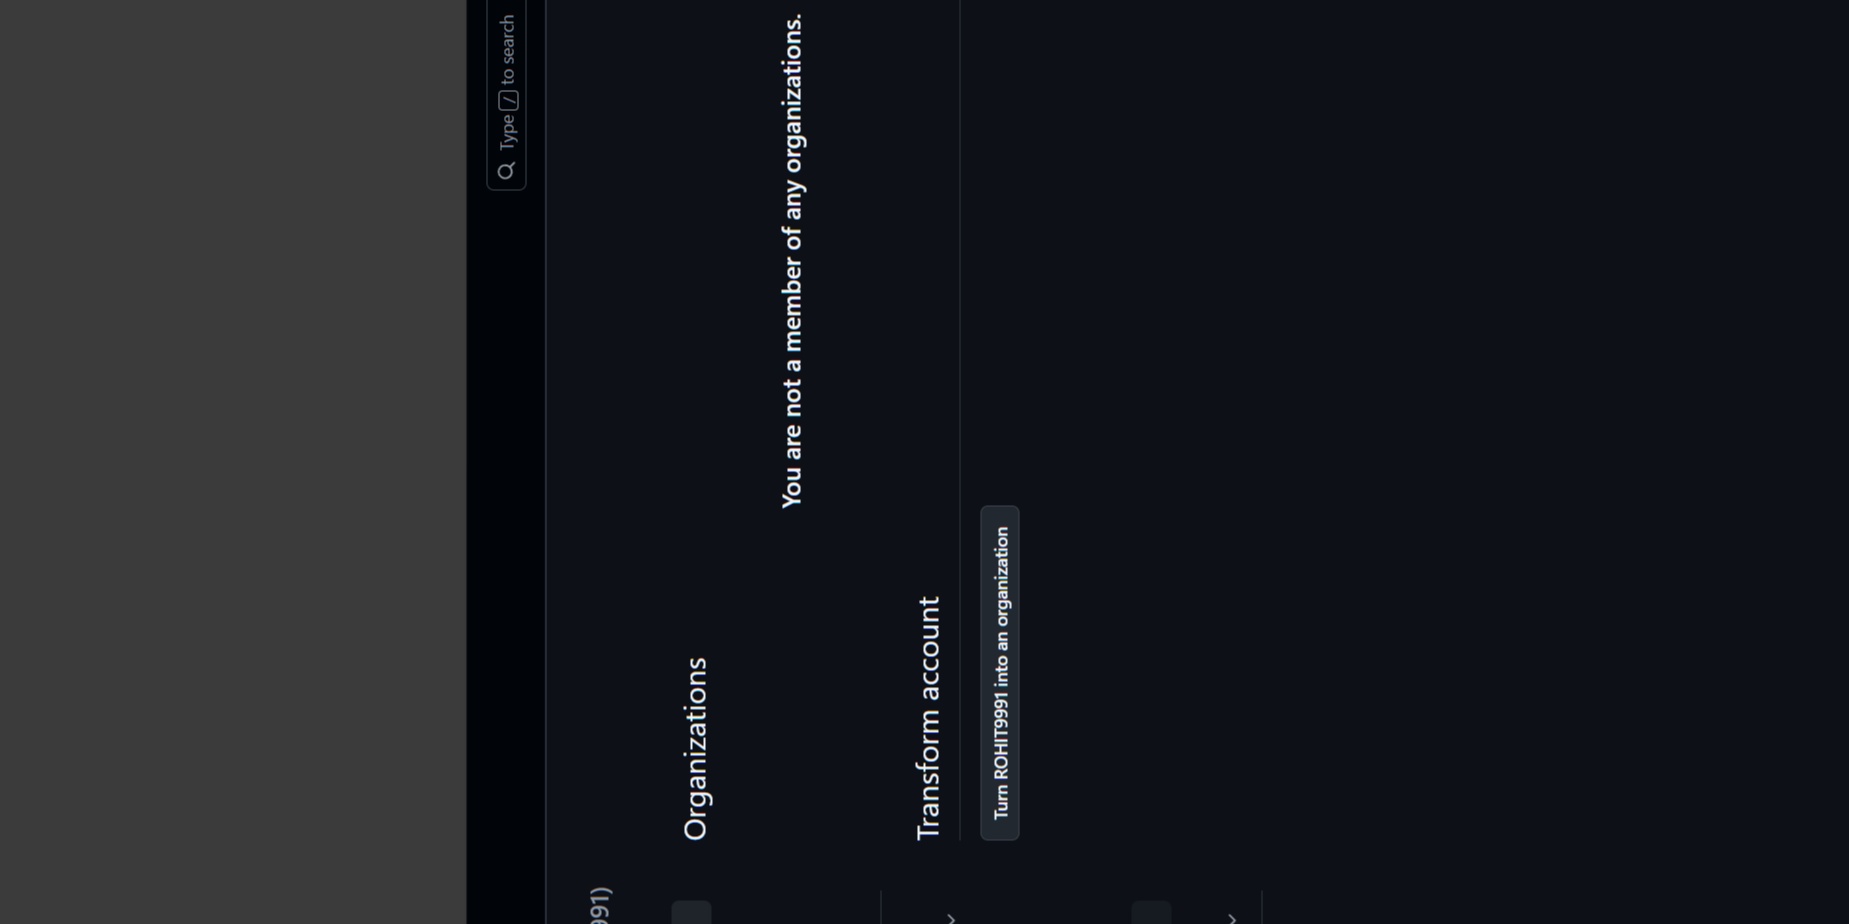 Type / to search
991)
Organizations
You are not a member of any organizations.
Transform account
Turn ROHIT9991 into an organization